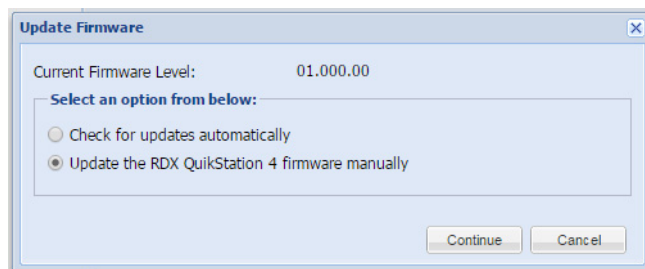 Update Firmware
Current Firmware Level: 01.000.00
Select an option from below:
Check for updates automatically
Update the RDX QuikStation 4 firmware manually
Continue Cancel